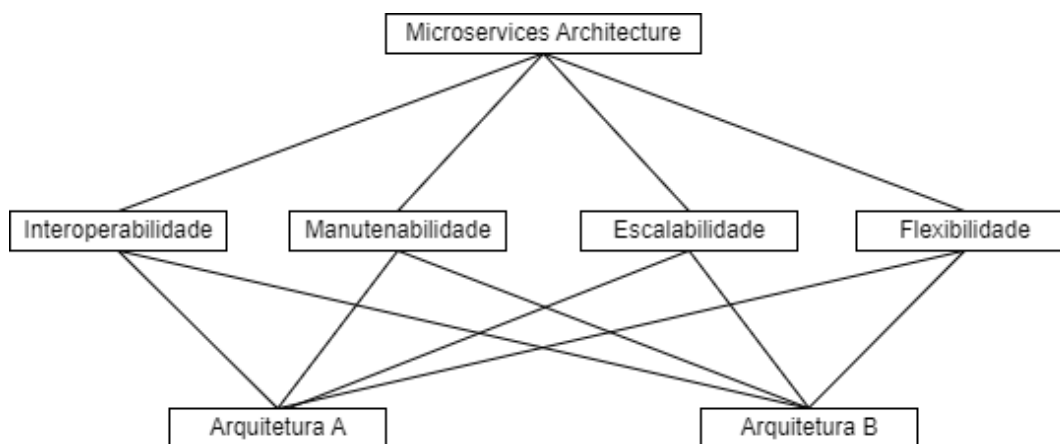 Microservices Architecture
Interoperabilidade
Manutenabilidade
Escalabilidade
Flexibilidade
Arquitetura A
Arquitetura B